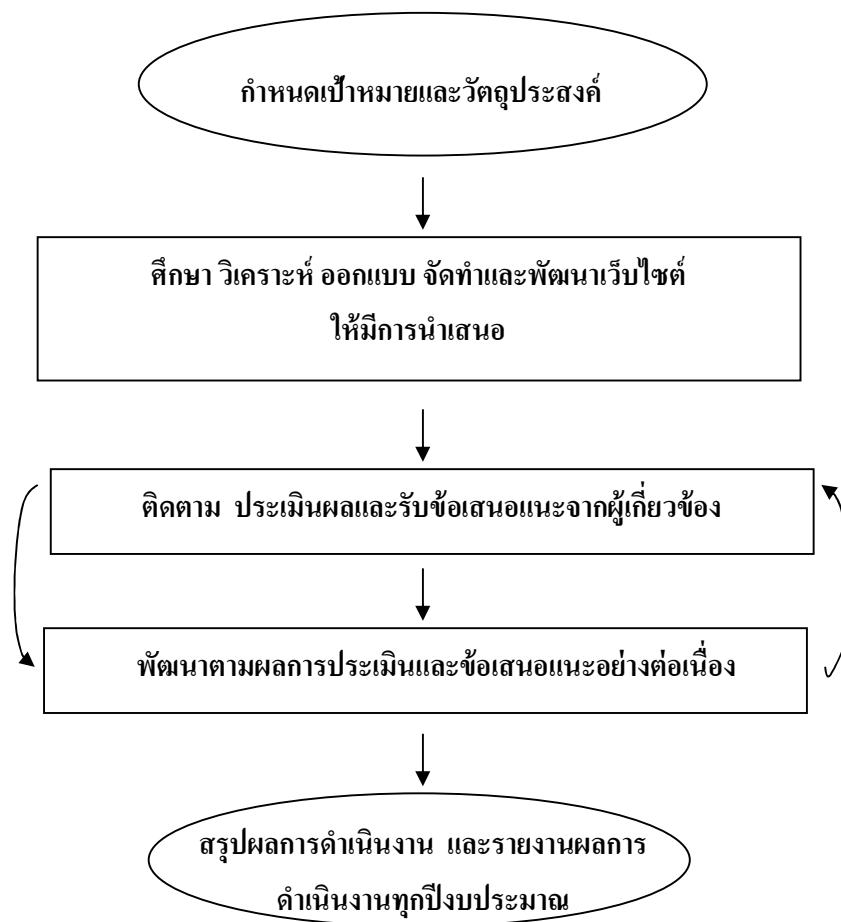 กำหนดเป้าหมายและวัตถุประสงค์
ศึกษา วิเคราะห์ ออกแบบ จัดทำและพัฒนาเว็บไซต์
ให้มีการนำเสนอ
ติดตาม ประเมินผลและรับข้อเสนอแนะจากผู้เกี่ยวข้อง
พัฒนาตามผลการประเมินและข้อเสนอแนะอย่างต่อเนื่อง
สรุปผลการดำเนินงาน และรายงานผลการ
ดำเนินงานทุกปีงบประมาณ